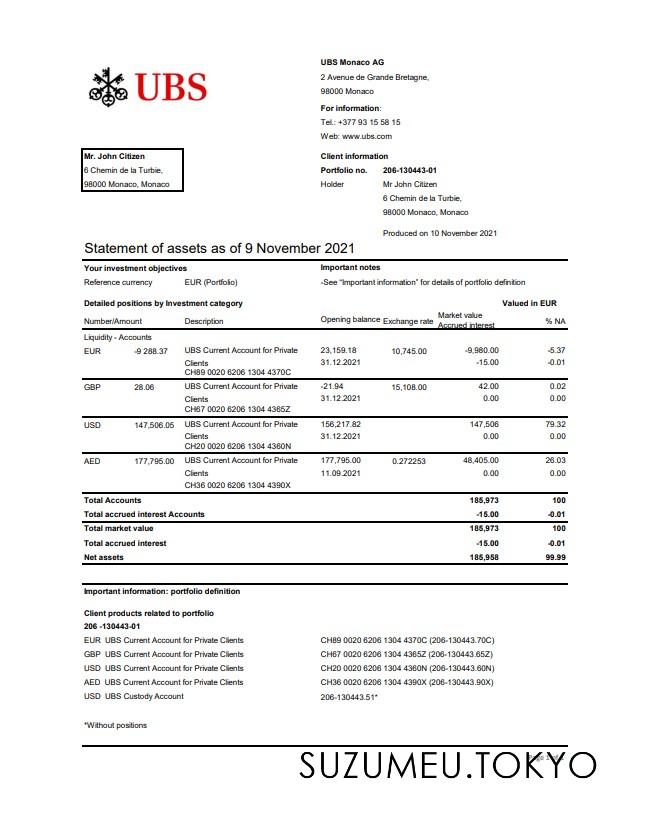 UBS
UBS Monaco AG
2 Avenue de Grande Bretagne,
98000 Monaco
For information:
Tel.: +377 93 15 58 15
Web: www.ubs.com
Mr. John Citizen
6 Chemin de la Turbie,
98000 Monaco, Monaco
Client information
Portfolio no. 206-130443-01
Holder Mr John Citizen
6 Chemin de la Turbie,
98000 Monaco, Monaco
Produced on 10 November 2021
Statement of assets as of 9 November 2021
Your investment objectives Important notes
Reference currency EUR (Portfolio) -See “Important information” for details of portfolio definition
Detailed positions by Investment category Valued in EUR
Number/Amount Description Opening balance Exchange rate Market value % NA
Accrued interest
Liquidity - Accounts
EUR -9 288.37 UBS Current Account for Private 23,159.18 10,745.00 -9,980.00 -5.37
Clients 31.12.2021 -15.00 -0.01
CH89 0020 6206 1304 4370C
GBP 28.06 UBS Current Account for Private -21.94 15,108.00 42.00 0.02
Clients 31.12.2021 0.00 0.00
CH67 0020 6206 1304 4365Z
USD 147,506.05 UBS Current Account for Private 156,217.82 147,506 79.32
Clients 31.12.2021 0.00 0.00
CH20 0020 6206 1304 4360N
AED 177,795.00 UBS Current Account for Private 177,795.00 0.272253 48,405.00 26.03
Clients 11.09.2021 0.00 0.00
CH36 0020 6206 1304 4390X
Total Accounts 185,973 100
Total accrued interest Accounts -15.00 -0.01
Total market value 185,973 100
Total accrued interest -15.00 -0.01
Net assets 185,958 99.99
Important information: portfolio definition
Client products related to portfolio
206 -130443-01
EUR UBS Current Account for Private Clients CH89 0020 6206 1304 4370C (206-130443.70C)
GBP UBS Current Account for Private Clients CH67 0020 6206 1304 4365Z (206-130443.65Z)
USD UBS Current Account for Private Clients CH20 0020 6206 1304 4360N (206-130443.60N)
AED UBS Current Account for Private Clients CH36 0020 6206 1304 4390X (206-130443.90X)
USD UBS Custody Account 206-130443.51*
*Without positions
SUZUMEU.TOKYO